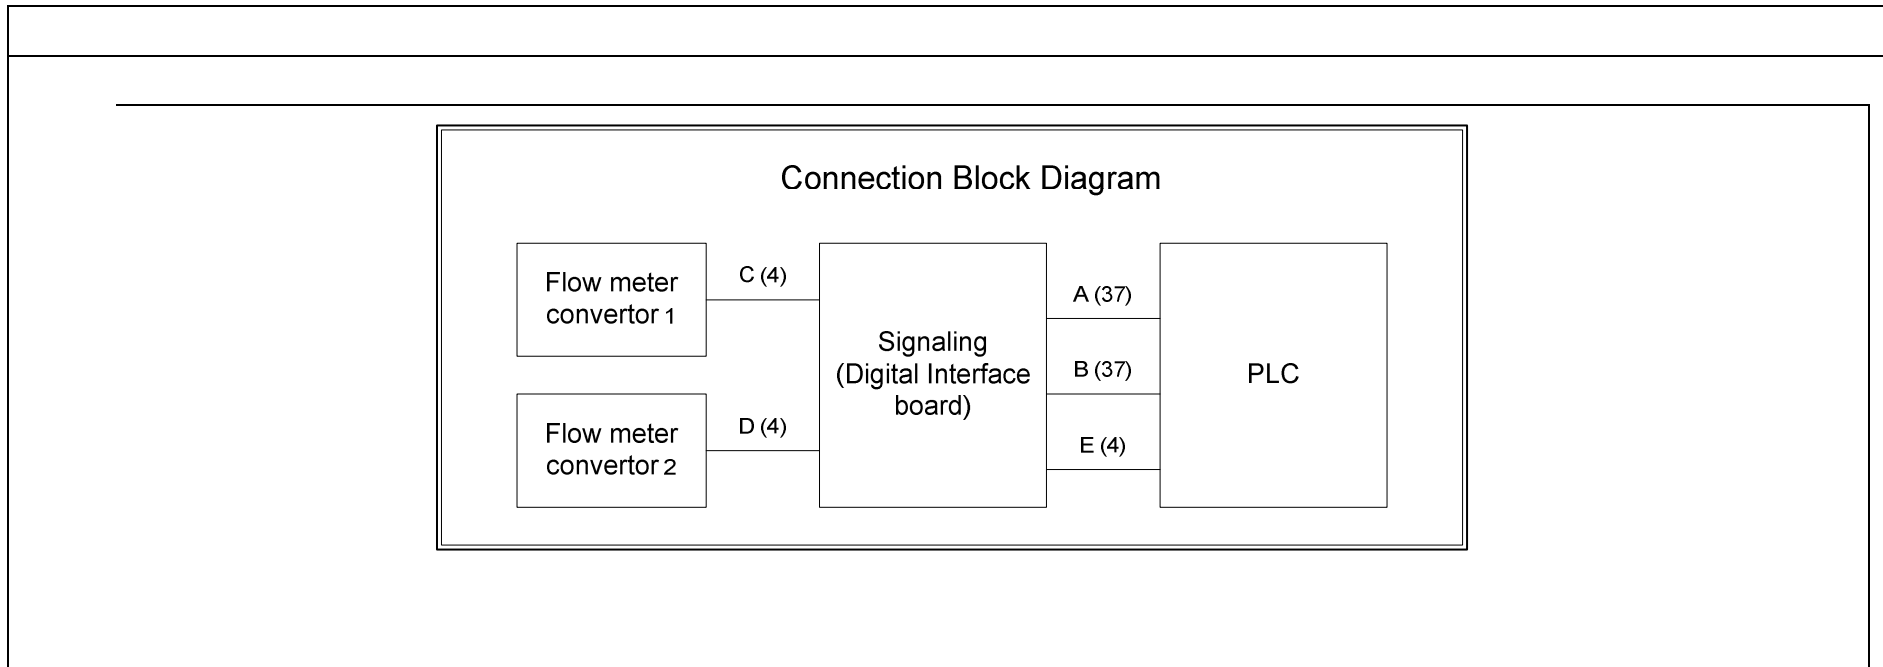 Connection Block Diagram
Flow meter
convertor 1
C (4)
Flow meter
convertor 2
D (4)
Signaling
(Digital Interface
board)
A (37)
B (37)
E (4)
PLC